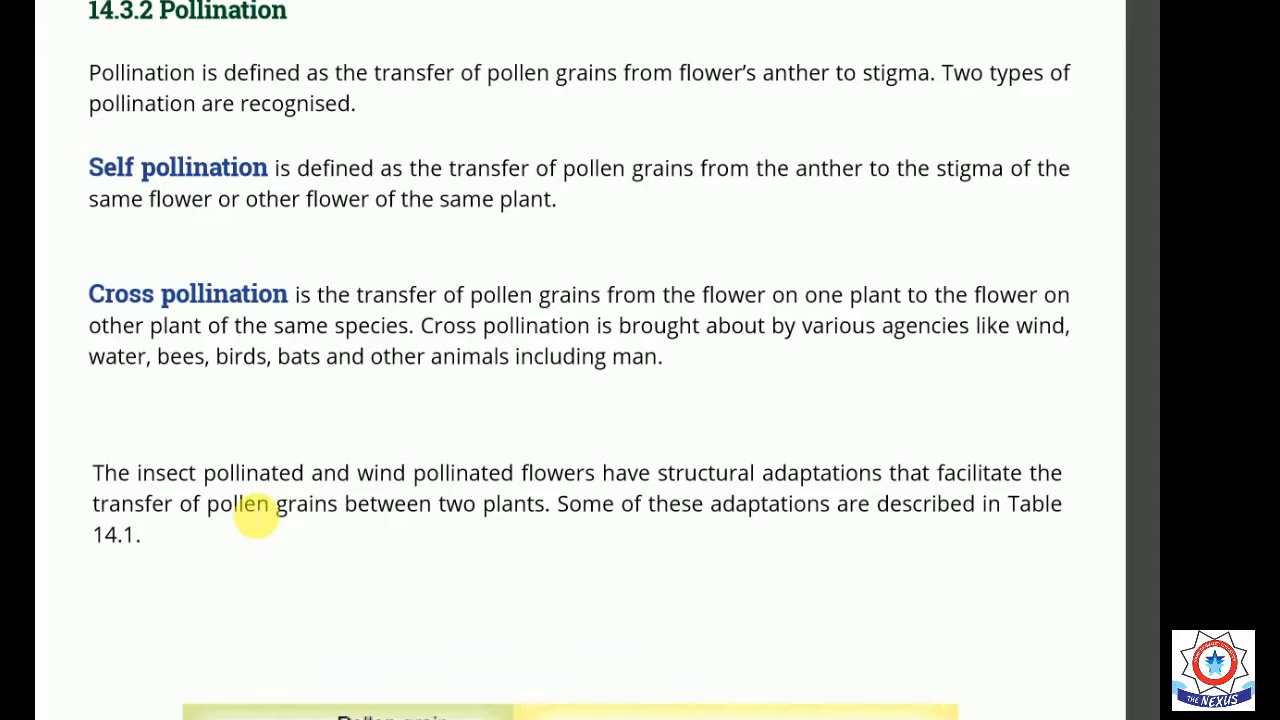 14.3.2 Pollination
Pollination is defined as the transfer of pollen grains from flower’s anther to stigma. Two types of
pollination are recognised.
Self pollination is defined as the transfer of pollen grains from the anther to the stigma of the
same flower or other flower of the same plant.
Cross pollination is the transfer of pollen grains from the flower on one plant to the flower on
other plant of the same species. Cross pollination is brought about by various agencies like wind,
water, bees, birds, bats and other animals including man.
The insect pollinated and wind pollinated flowers have structural adaptations that facilitate the
transfer of pollen grains between two plants. Some of these adaptations are described in Table
14.1.
Pollen grain
THE NEXUS